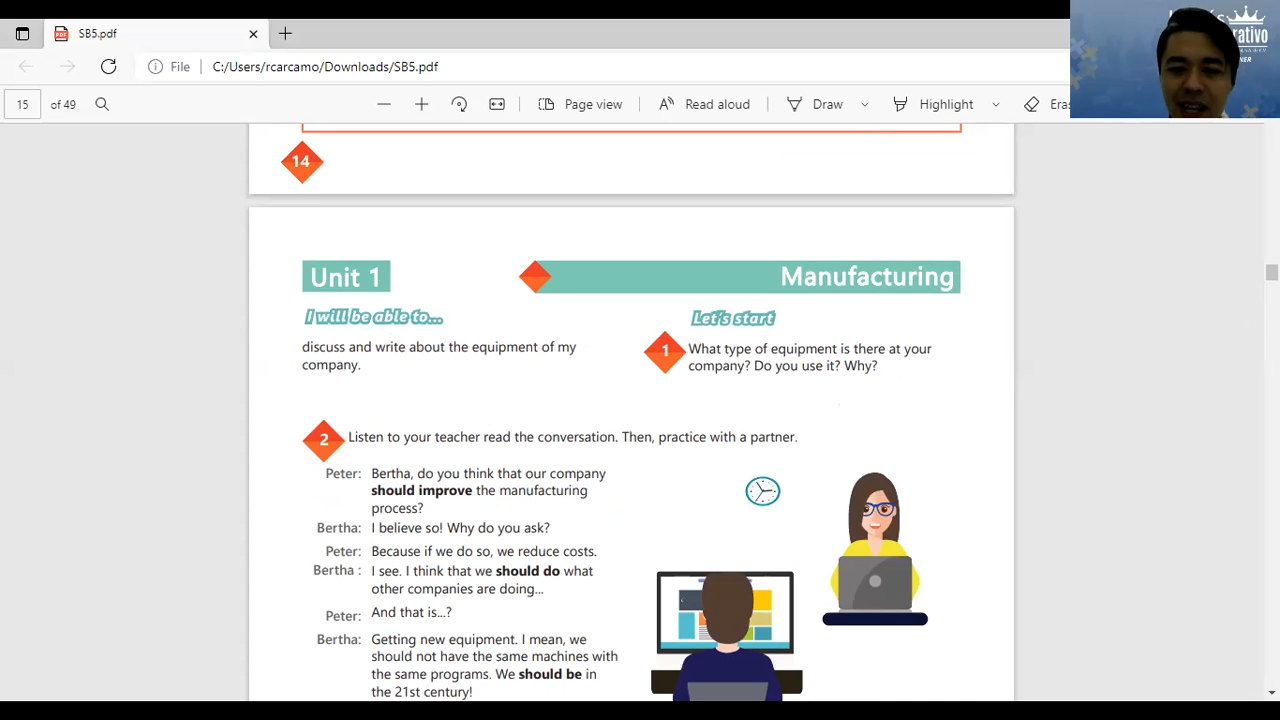 SB5.pdf
File
C:/Users/rcarcamo/Downloads/SB5.pdf
15
of 49
Page view
Read aloud
Draw
Highlight
14
Unit 1
Manufacturing
I will be able to...
discuss and write about the equipment of my
company.
Let's start
1
What type of equipment is there at your
company? Do you use it? Why?
2
Listen to your teacher read the conversation. Then, practice with a partner.
Peter: Bertha, do you think that our company
should improve the manufacturing
process?
Bertha: I believe so! Why do you ask?
Peter: Because if we do so, we reduce costs.
Bertha : I see. I think that we should do what
other companies are doing...
Peter: And that is...?
Bertha: Getting new equipment. I mean, we
should not have the same machines with
the same programs. We should be in
the 21st century!